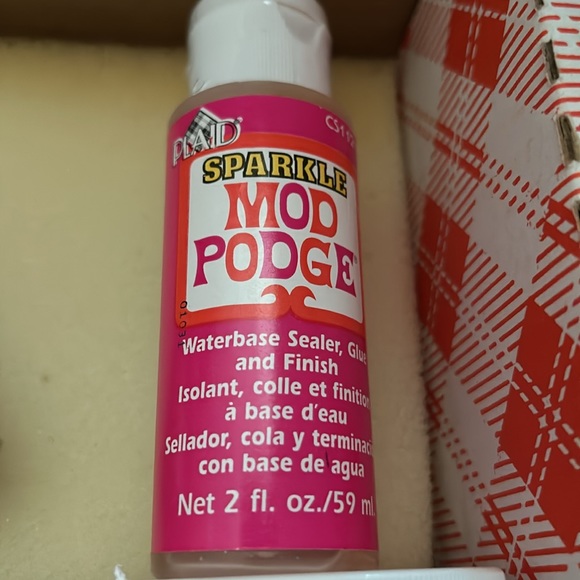 PLAID
SPARKLE
MOD
PODGE
Waterbase Sealer, Glue
and Finish
Isolant, colle et finition
à base d'eau
Sellador, cola y terminac
con base de agua
Net 2 fl. oz./59 ml.